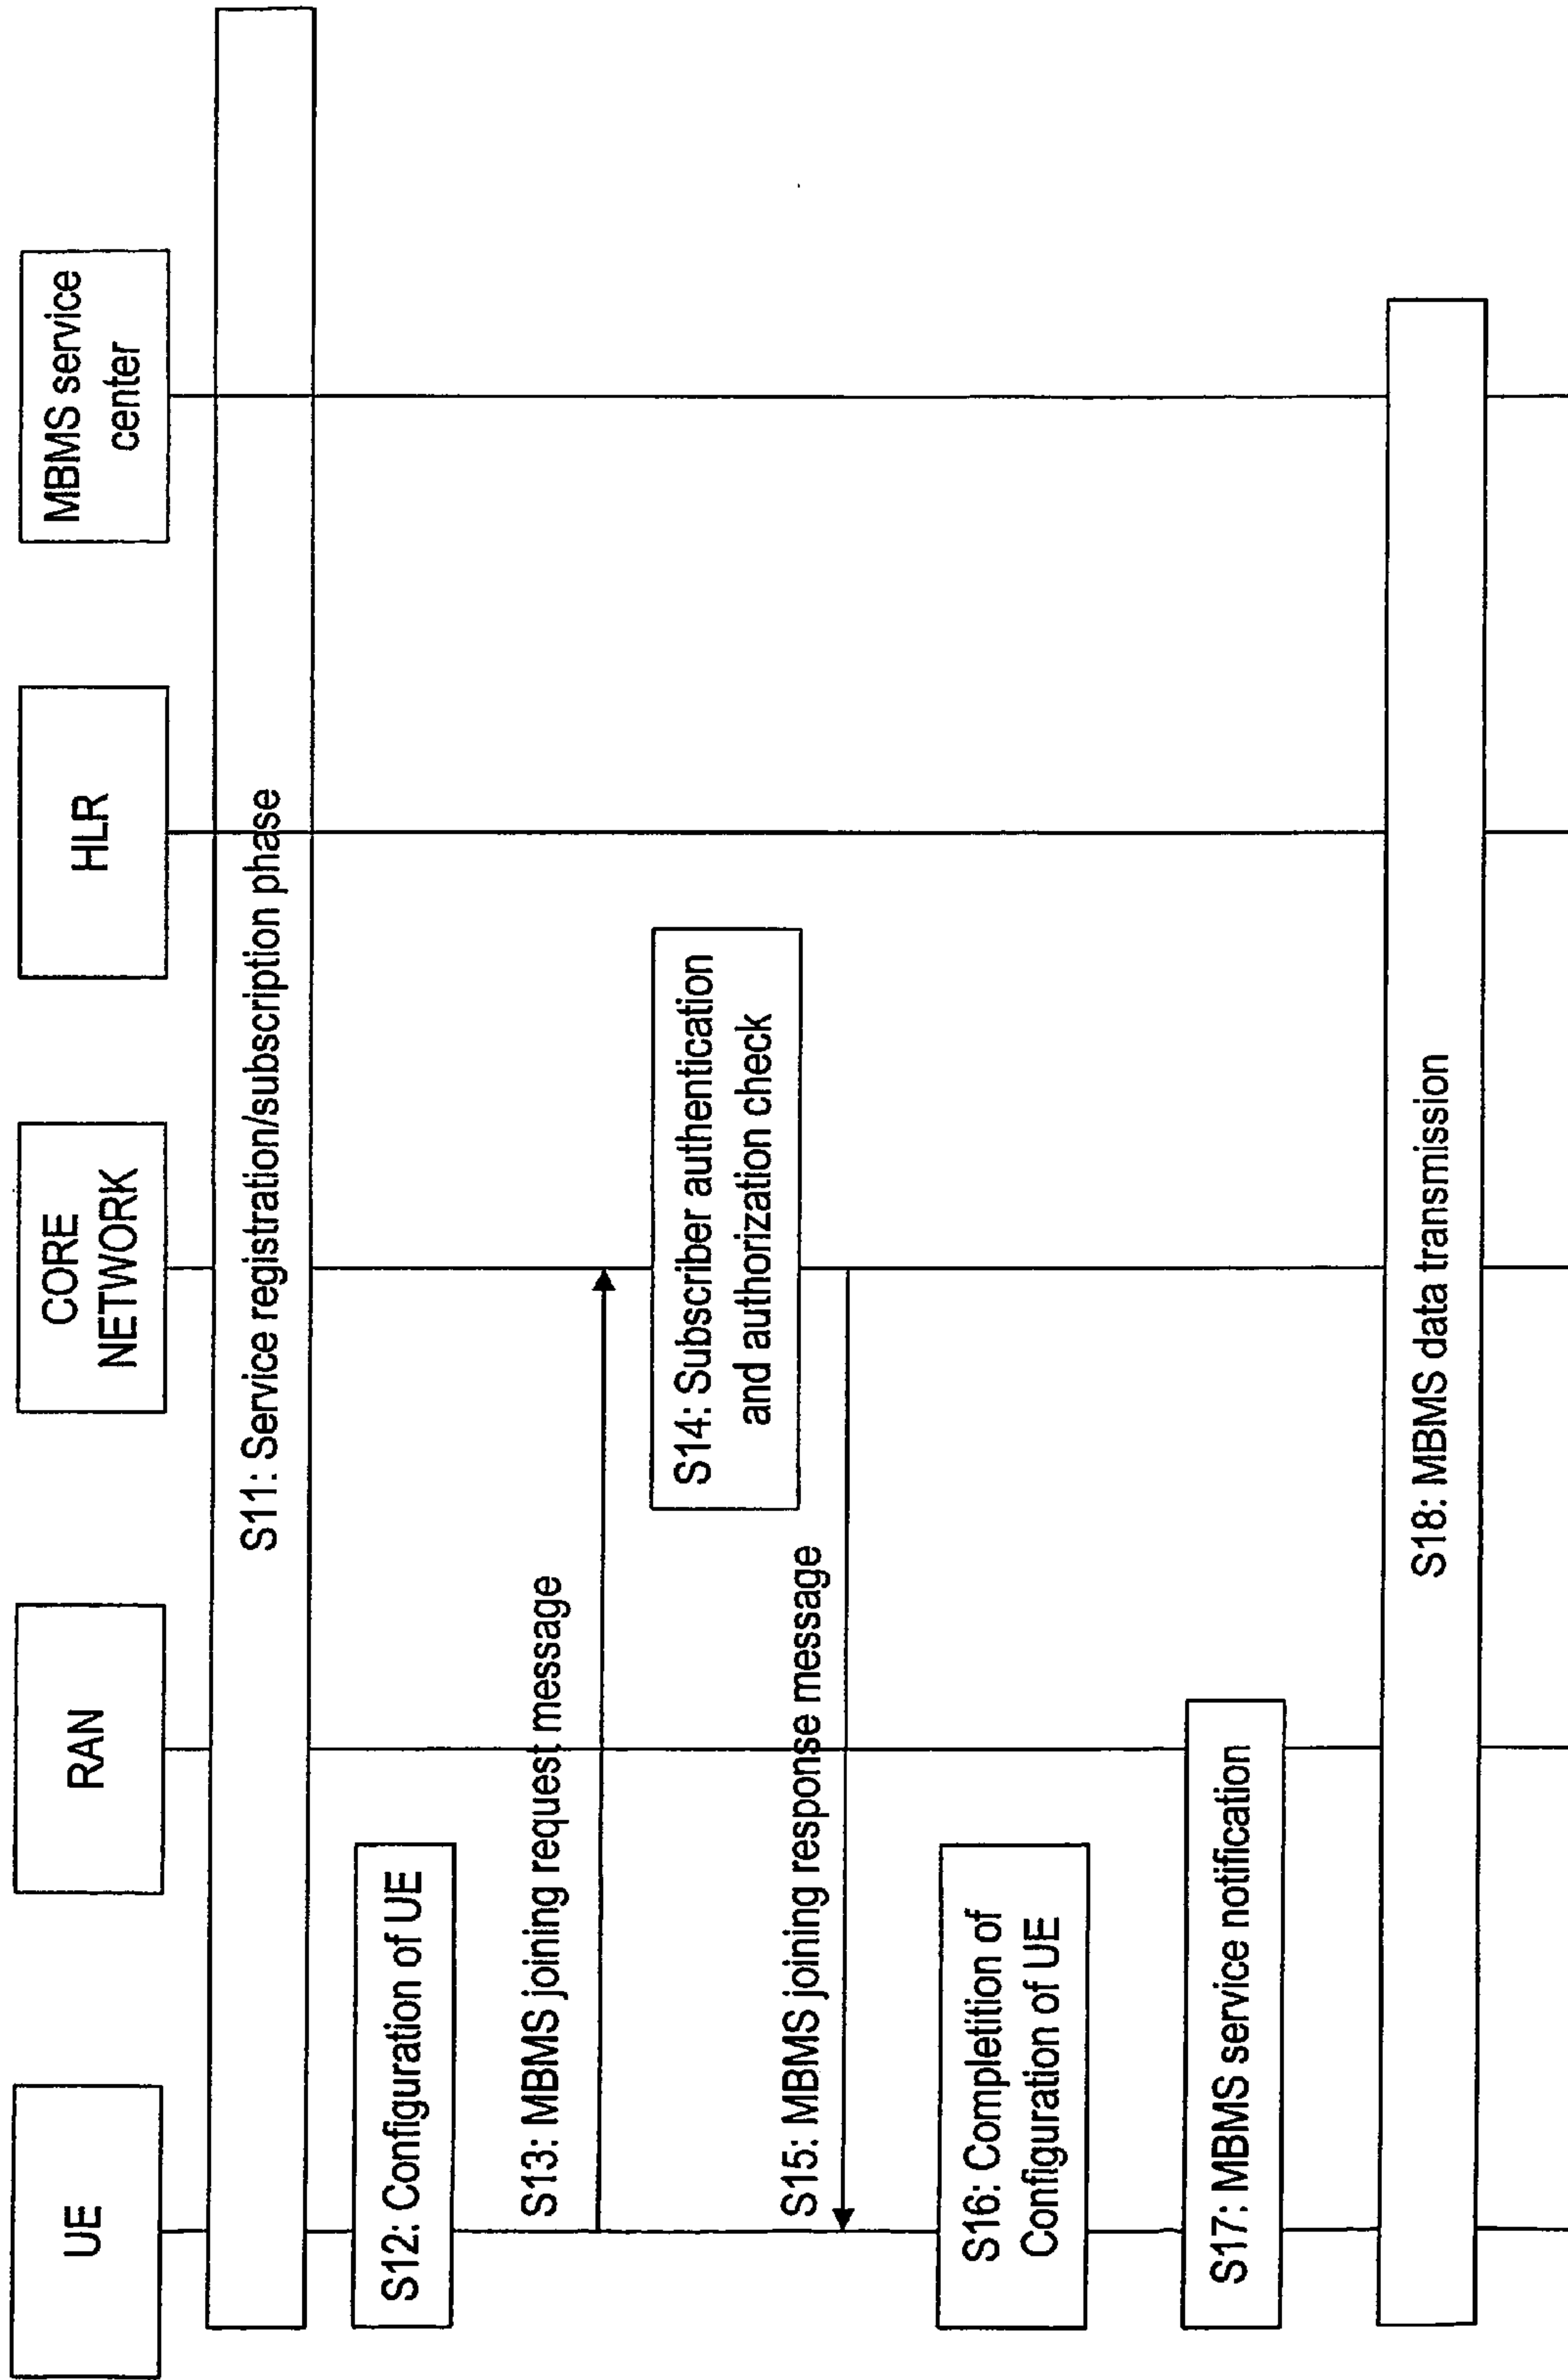 UE
RAN
CORE
NETWORK
HLR
MBMS service
center
S11: Service registration/subscription phase
S12: Configuration of UE
S13: MBMS joining request message
S14: Subscriber authentication
and authorization check
S15: MBMS joining response message
S16: Completition of
Configuration of UE
S17: MBMS service notification
S18: MBMS data transmission